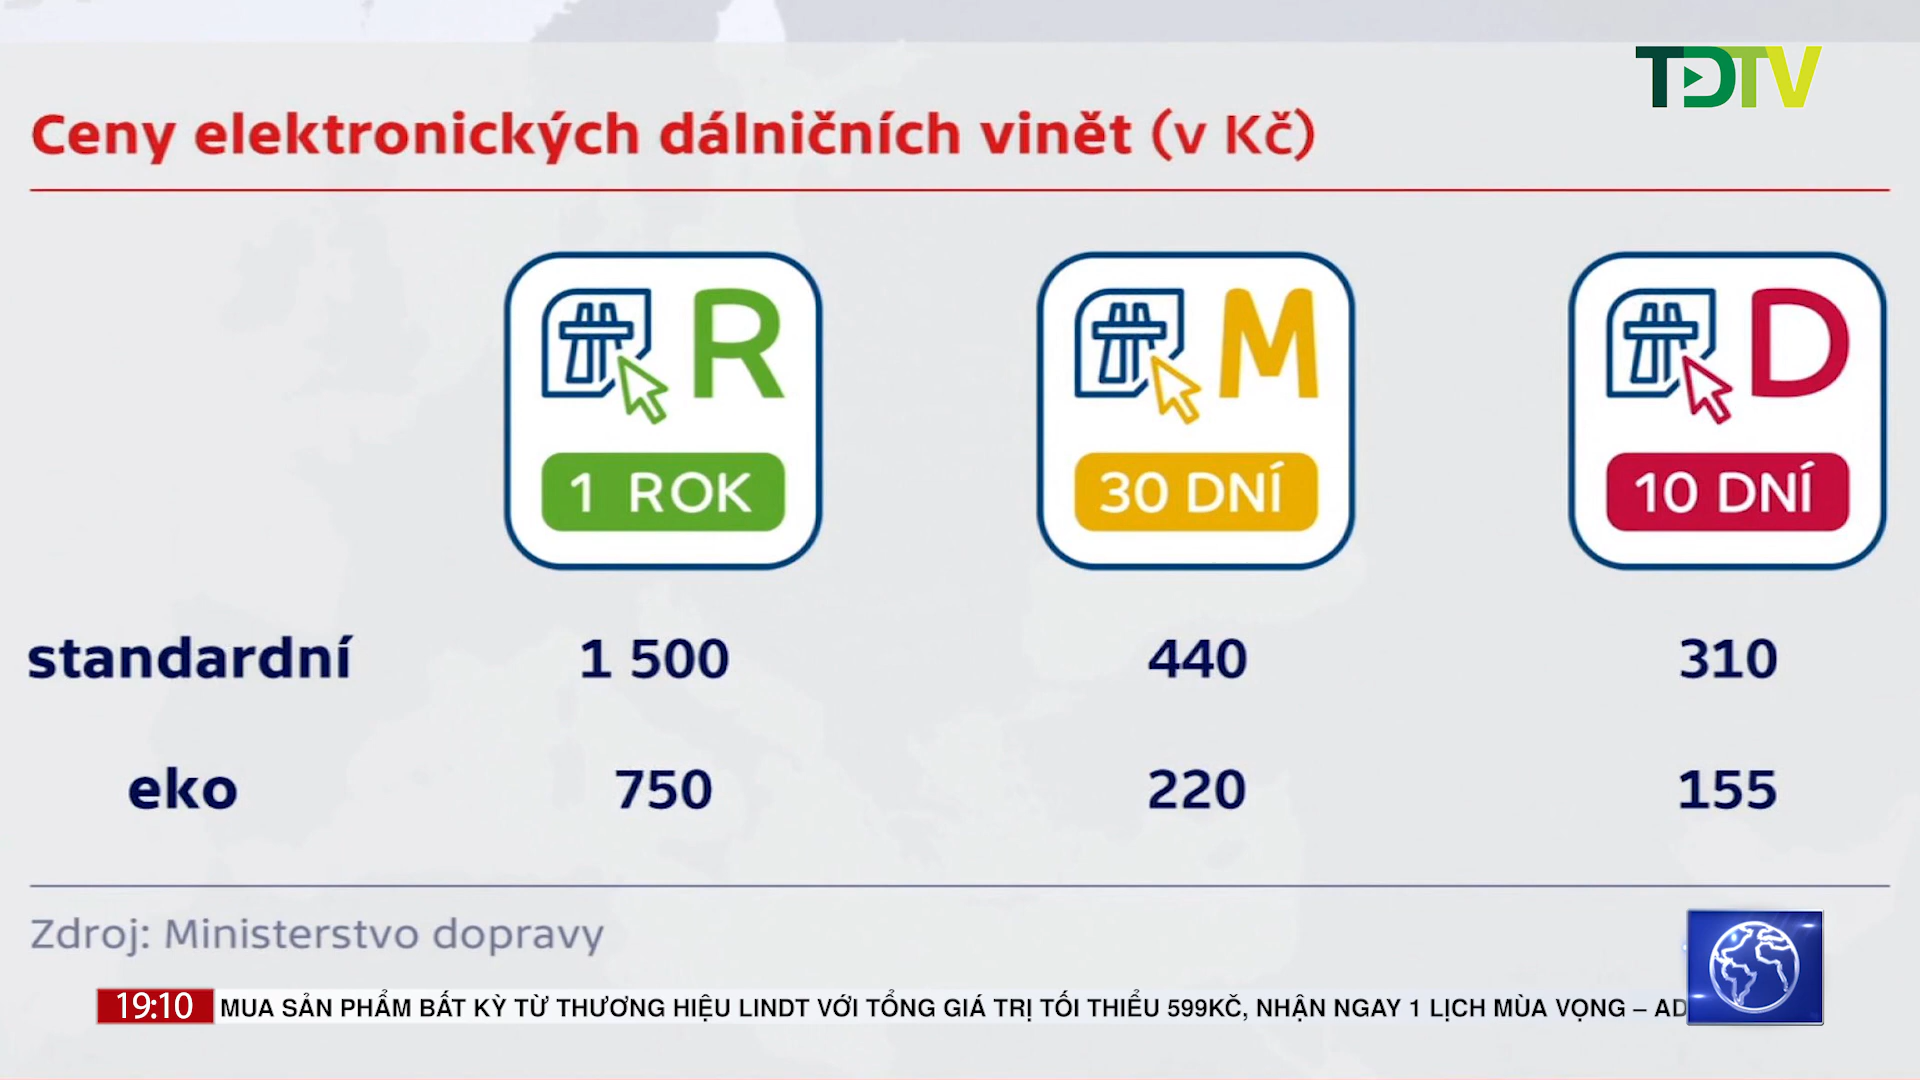 TDTV
Ceny elektronických dálničních vinět (v Kč)
R
M
D
1 ROK
30 DNÍ
10 DNÍ
standardní 1 500 440 310
eko 750 220 155
Zdroj: Ministerstvo dopravy
19:10 MUA SẢN PHẨM BẤT KỲ TỪ THƯƠNG HIỆU LINDT VỚI TỔNG GIÁ TRỊ TỐI THIỂU 599KČ, NHẬN NGAY 1 LỊCH MÙA VỌNG – AD